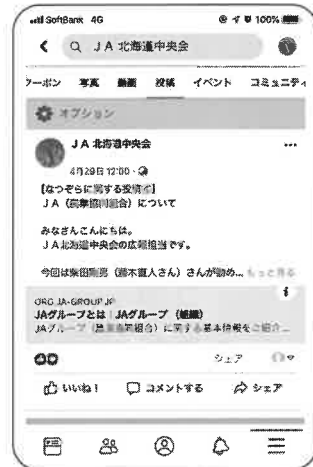 SoftBank 4G 100%
JA 北海道中央会
クーポン 写真 動画 投稿 イベント コミュニティ
オプション
JA 北海道中央会
4月29日 12:00
【なつぞらに関する投稿
JA（農業協同組合）について
みなさんこんにちは。
JA北海道中央会の広報担当です。
今回は柴田剛男（藤木直人さん）さんが勤め... もっと見る
ORG.JA-GROUP.JP
JAグループとは｜JAグループ（組織）
JAグループ（農業協同組合）に関する基本情報をご紹介...
シェア
いいね！ コメントする シェア